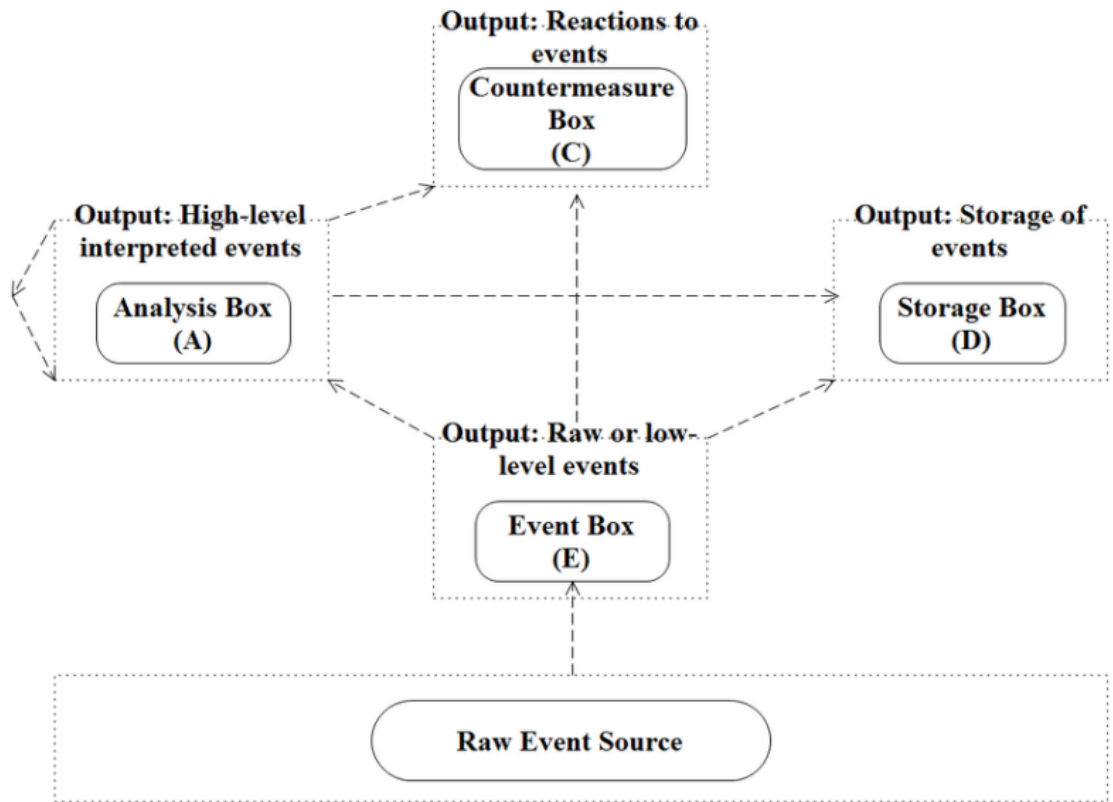 Output: Reactions to
events
Countermeasure
Box
(C)
Output: High-level
interpreted events
Analysis Box
(A)
Output: Storage of
events
Storage Box
(D)
Output: Raw or low-
level events
Event Box
(E)
Raw Event Source